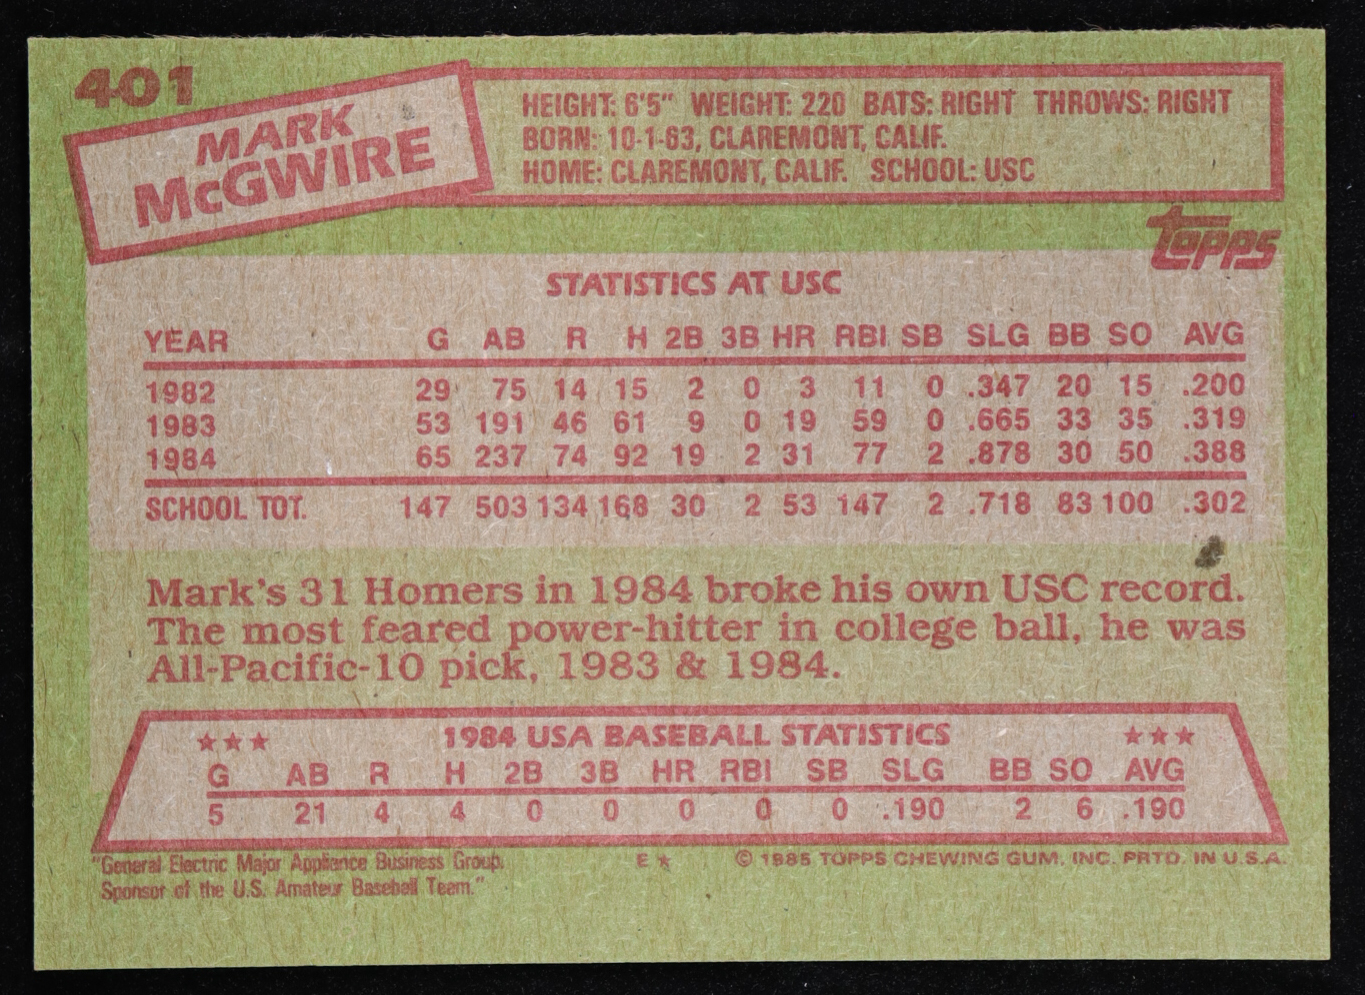 401
MARK
McGWIRE
HEIGHT: 6'5" WEIGHT: 220 BATS: RIGHT THROWS: RIGHT
BORN: 10-1-63, CLAREMONT, CALIF.
HOME: CLAREMONT, CALIF. SCHOOL: USC
topps
STATISTICS AT USC
YEAR G AB R H 2B 3B HR RBI SB SLG BB SO AVG
1982 29 75 14 15 2 0 3 11 0 .347 20 15 .200
1983 53 191 46 61 9 0 19 59 0 .665 33 35 .319
1984 65 237 74 92 19 2 31 77 2 .878 30 50 .388
SCHOOL TOT. 147 503 134 168 30 2 53 147 2 .718 83 100 .302
Mark's 31 Homers in 1984 broke his own USC record.
The most feared power-hitter in college ball, he was
All-Pacific-10 pick, 1983 & 1984.
★★★ 1984 USA BASEBALL STATISTICS ★★★
G AB R H 2B 3B HR RBI SB SLG BB SO AVG
5 21 4 4 0 0 0 0 0 .190 2 6 .190
"General Electric Major Appliance Business Group,
Sponsor of the U.S. Amateur Baseball Team."
E★ © 1985 TOPPS CHEWING GUM, INC. PRTD. IN U.S.A.